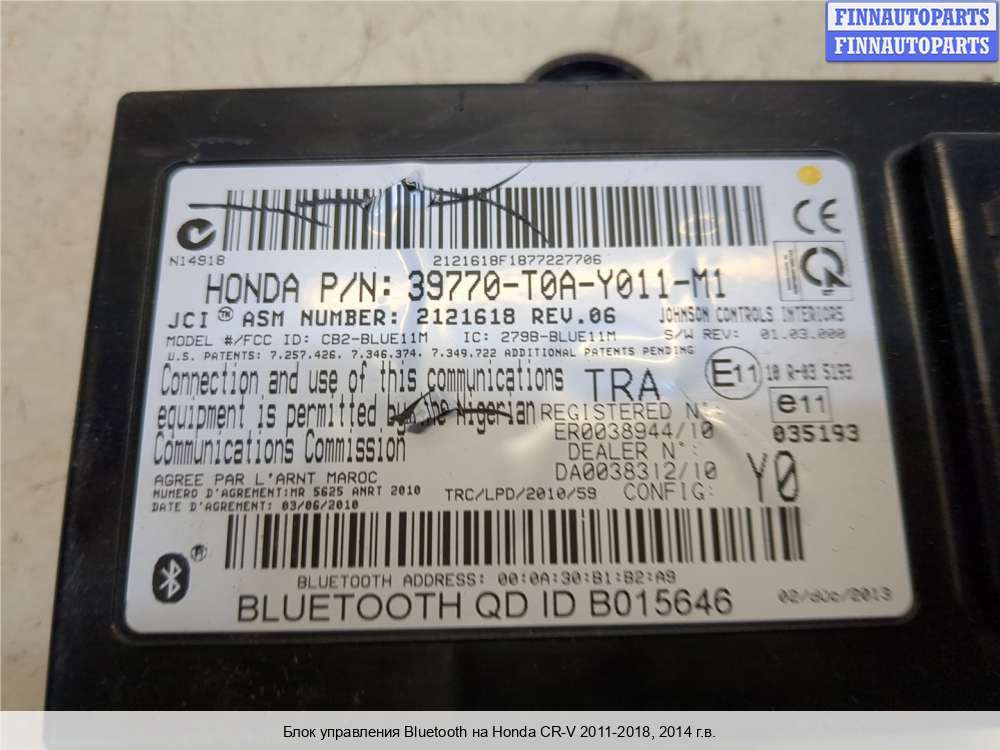 FINNAUTOPARTS
FINNAUTOPARTS
N14918
2121618F1877227706
CE
HONDA P/N: 39770-T0A-Y011-M1
JCI™ ASM NUMBER: 2121618 REV.06
JOHNSON CONTROLS INTERIORS
MODEL #/FCC ID: CB2-BLUE11M IC: 279B-BLUE11M
S/W REV: 01.03.000
U.S. PATENTS: 7.257.426. 7.346.374. 7.349.722 ADDITIONAL PATENTS PENDING
Connection and use of this communications
equipment is permitted by the Nigerian
Communications Commission
TRA
REGISTERED N°:
ER0038944/10
DEALER N°:
DA0038312/10
CONFIG: Y0
E11 10 R-03 5193
e11
035193
AGREE PAR L'ARNT MAROC
NUMERO D'AGREMENT:MR 5625 ANRT 2010
DATE D'AGREMENT: 03/06/2010
TRC/LPD/2010/59
®
BLUETOOTH ADDRESS: 00:0A:30:B1:B2:A9
BLUETOOTH QD ID B015646
2013
Блок управления Bluetooth на Honda CR-V 2011-2018, 2014 г.в.